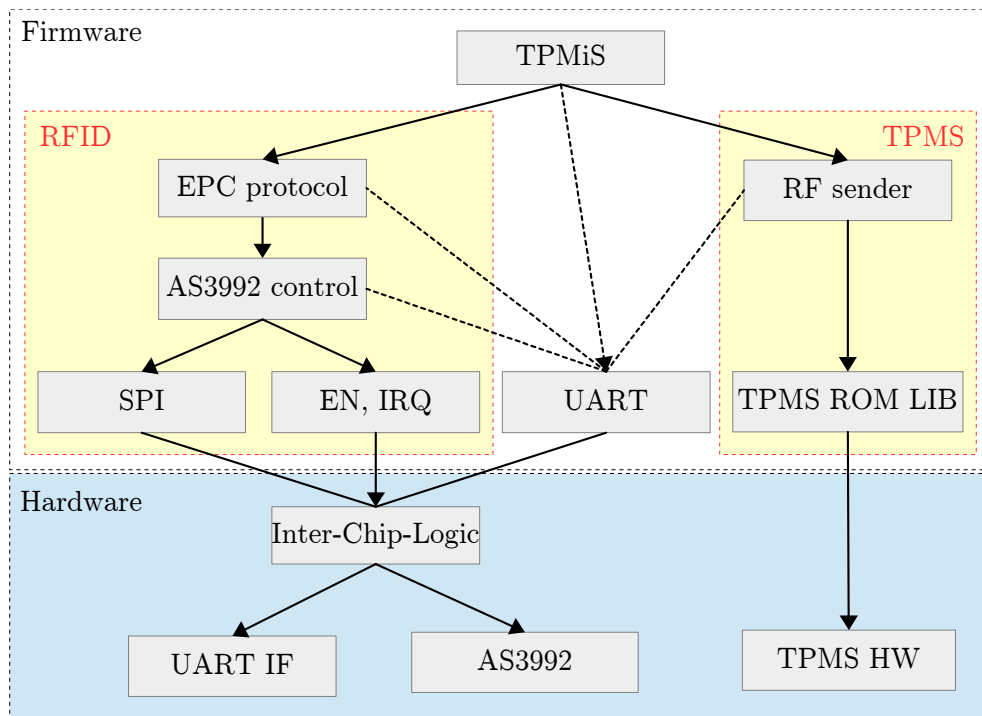 Firmware
TPMiS
RFID
TPMS
EPC protocol
RF sender
AS3992 control
SPI
EN, IRQ
UART
TPMS ROM LIB
Hardware
Inter-Chip-Logic
UART IF
AS3992
TPMS HW